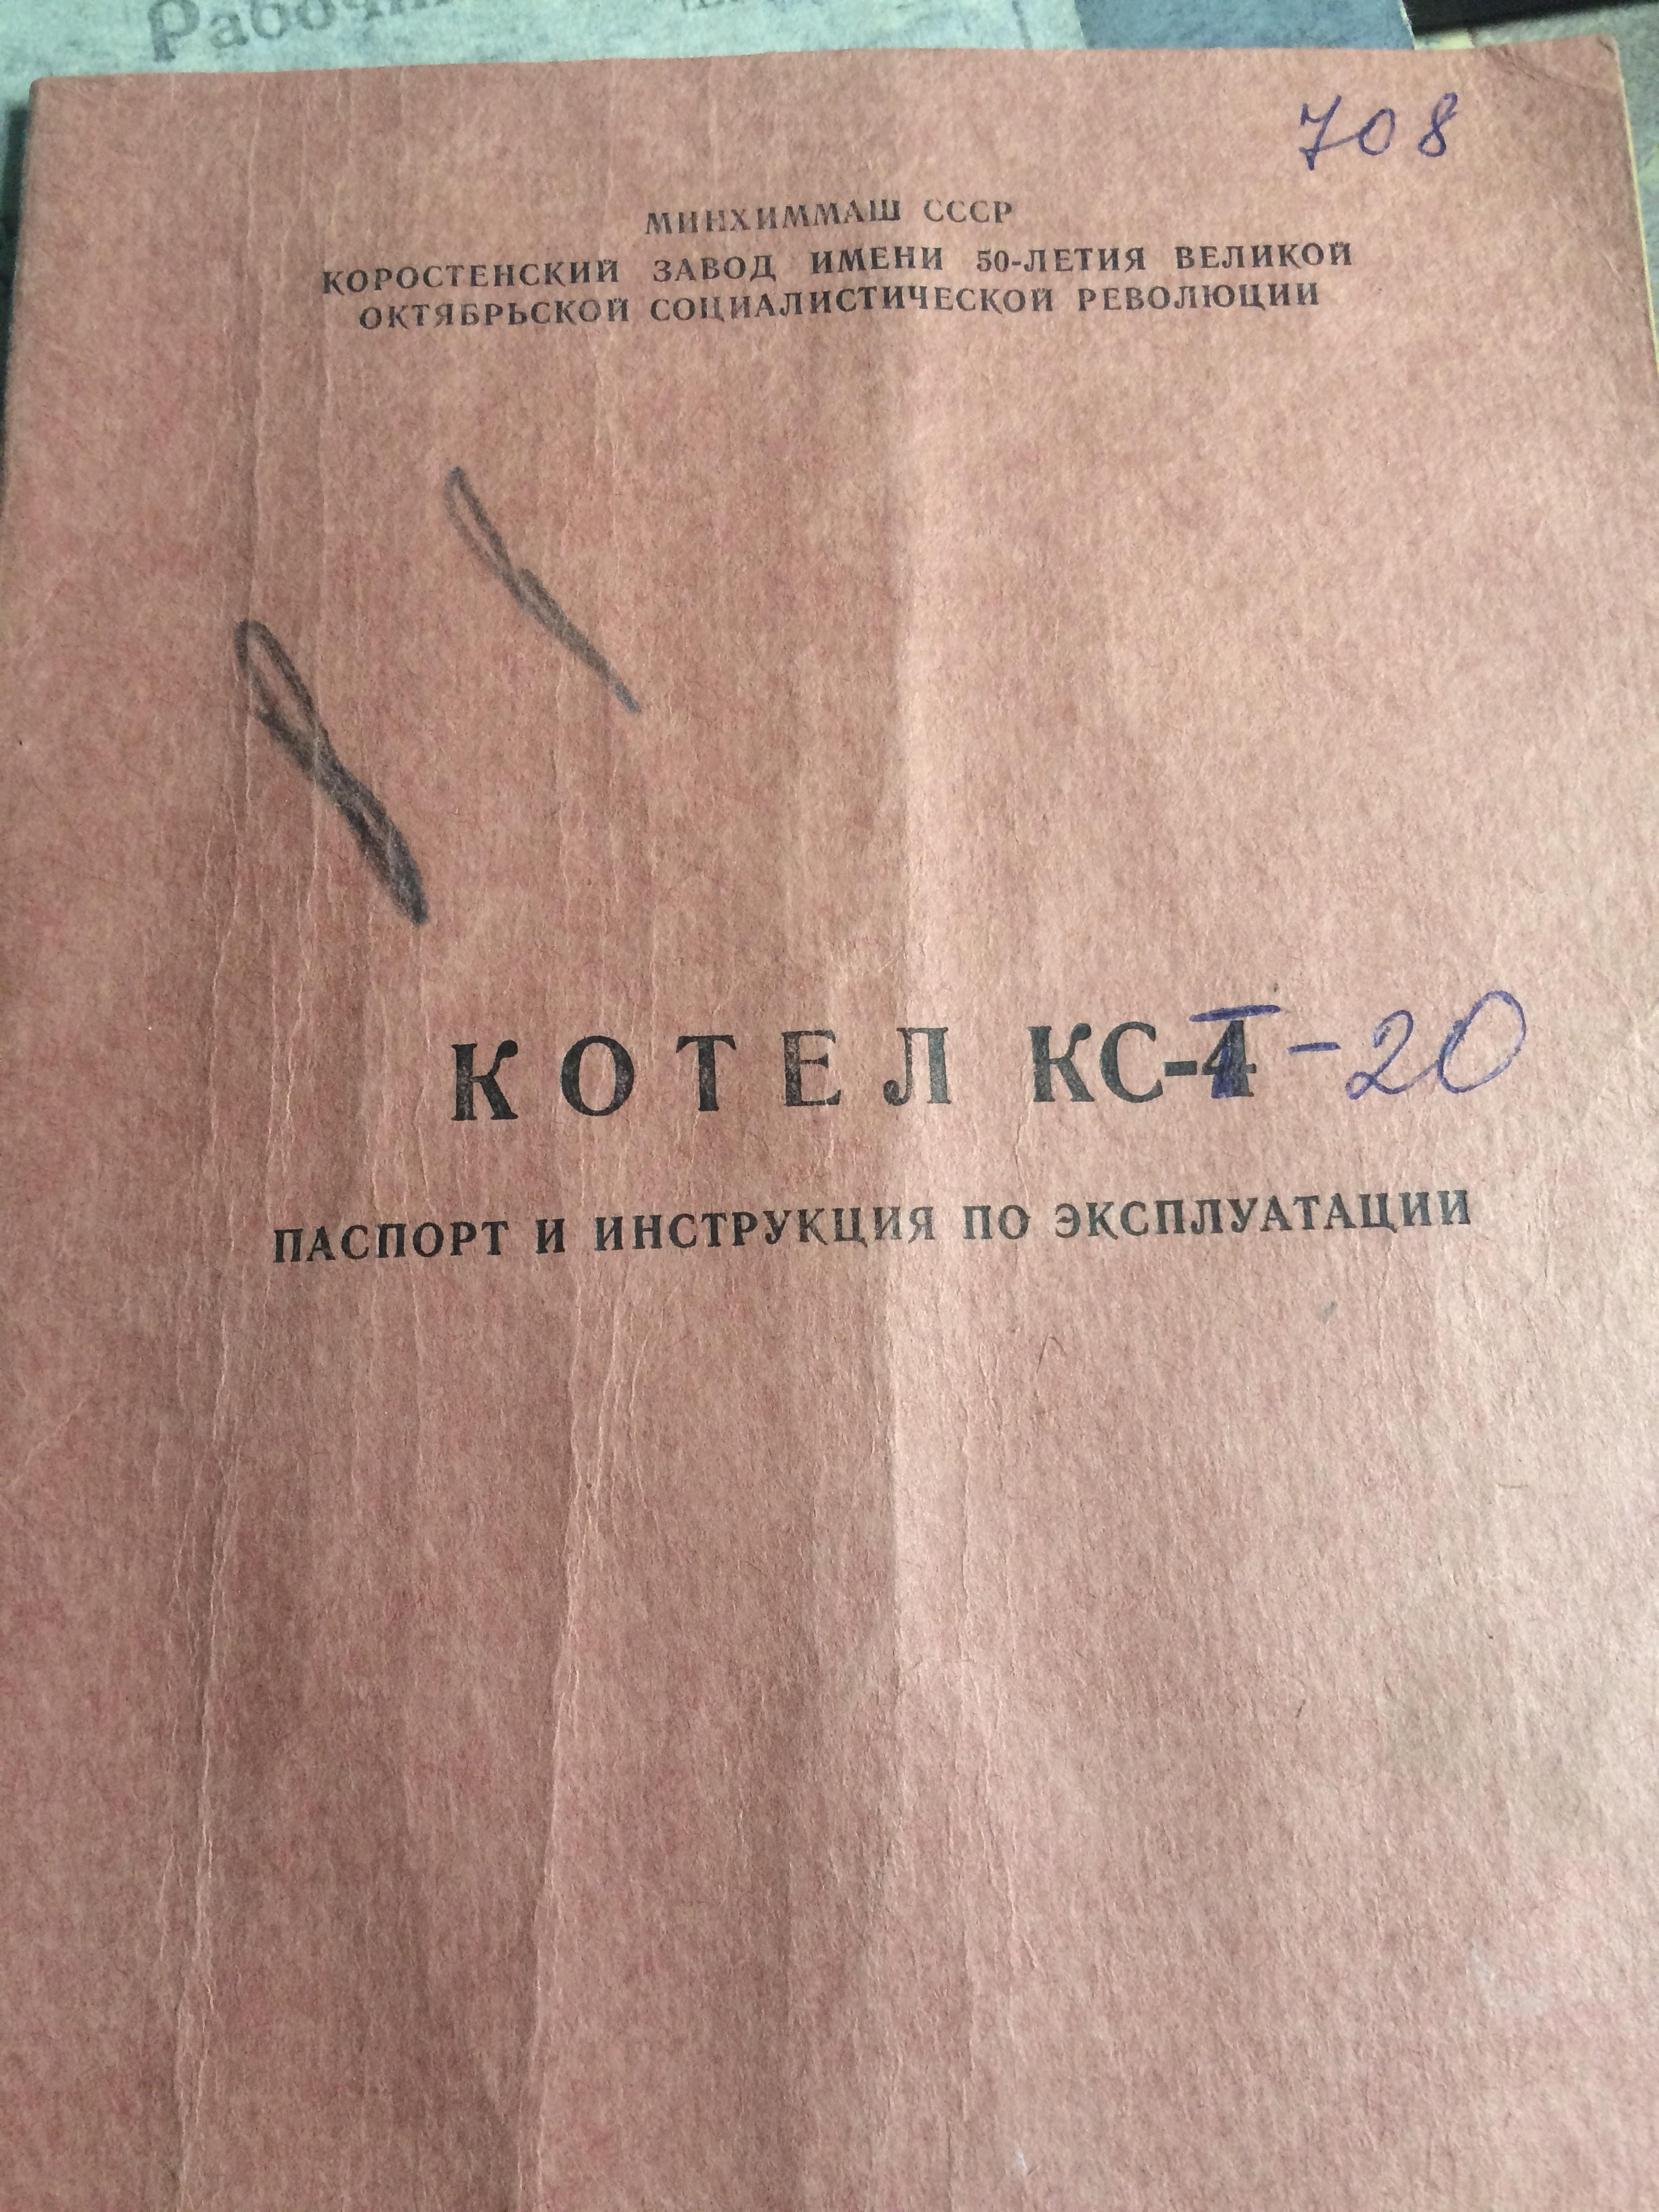 Рабочи
708
МИНХИММАШ СССР
КОРОСТЕНСКИЙ ЗАВОД ИМЕНИ 50-ЛЕТИЯ ВЕЛИКОЙ
ОКТЯБРЬСКОЙ СОЦИАЛИСТИЧЕСКОЙ РЕВОЛЮЦИИ
КОТЕЛ КС-Т-20
ПАСПОРТ И ИНСТРУКЦИЯ ПО ЭКСПЛУАТАЦИИ